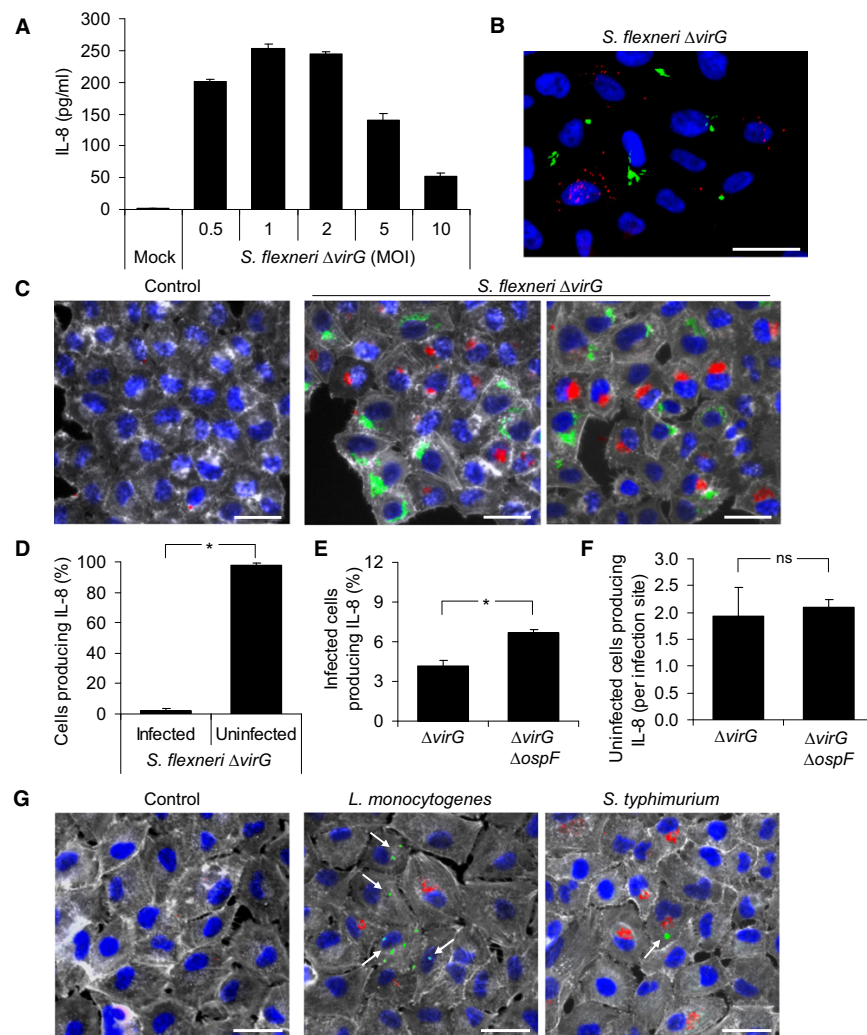 A
300
250
200
150
100
50
0
IL-8 (pg/ml)
0.5 1 2 5 10
Mock S. flexneri ΔvirG (MOI)
B
S. flexneri ΔvirG
C
Control
S. flexneri ΔvirG
D
100
80
60
40
20
0
Cells producing IL-8 (%)
*
Infected Uninfected
S. flexneri ΔvirG
E
12
9
6
3
0
Infected cells
producing IL-8 (%)
*
ΔvirG ΔvirG
ΔospF
F
3.0
2.5
2.0
1.5
1.0
0.5
0
Uninfected cells producing
IL-8 (per infection site)
ns
ΔvirG ΔvirG
ΔospF
G
Control
L. monocytogenes
S. typhimurium